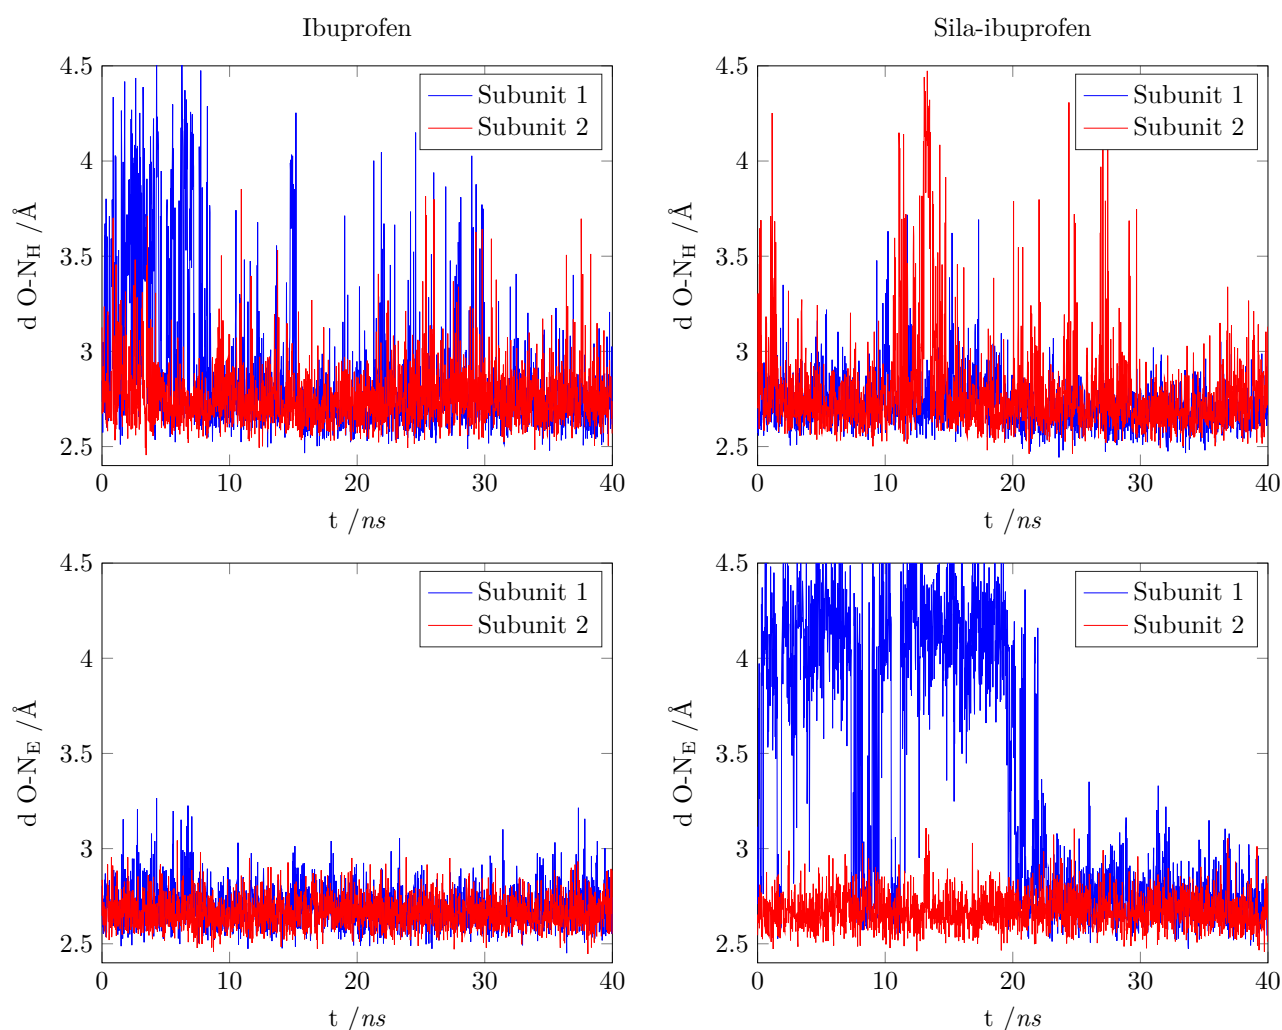 Ibuprofen
Sila-ibuprofen
4.5
4
3.5
3
2.5
d O-N_H /Å
Subunit 1
Subunit 2
0 10 20 30 40
t /ns
4.5
4
3.5
3
2.5
d O-N_H /Å
Subunit 1
Subunit 2
0 10 20 30 40
t /ns
4.5
4
3.5
3
2.5
d O-N_E /Å
Subunit 1
Subunit 2
0 10 20 30 40
t /ns
4.5
4
3.5
3
2.5
d O-N_E /Å
Subunit 1
Subunit 2
0 10 20 30 40
t /ns